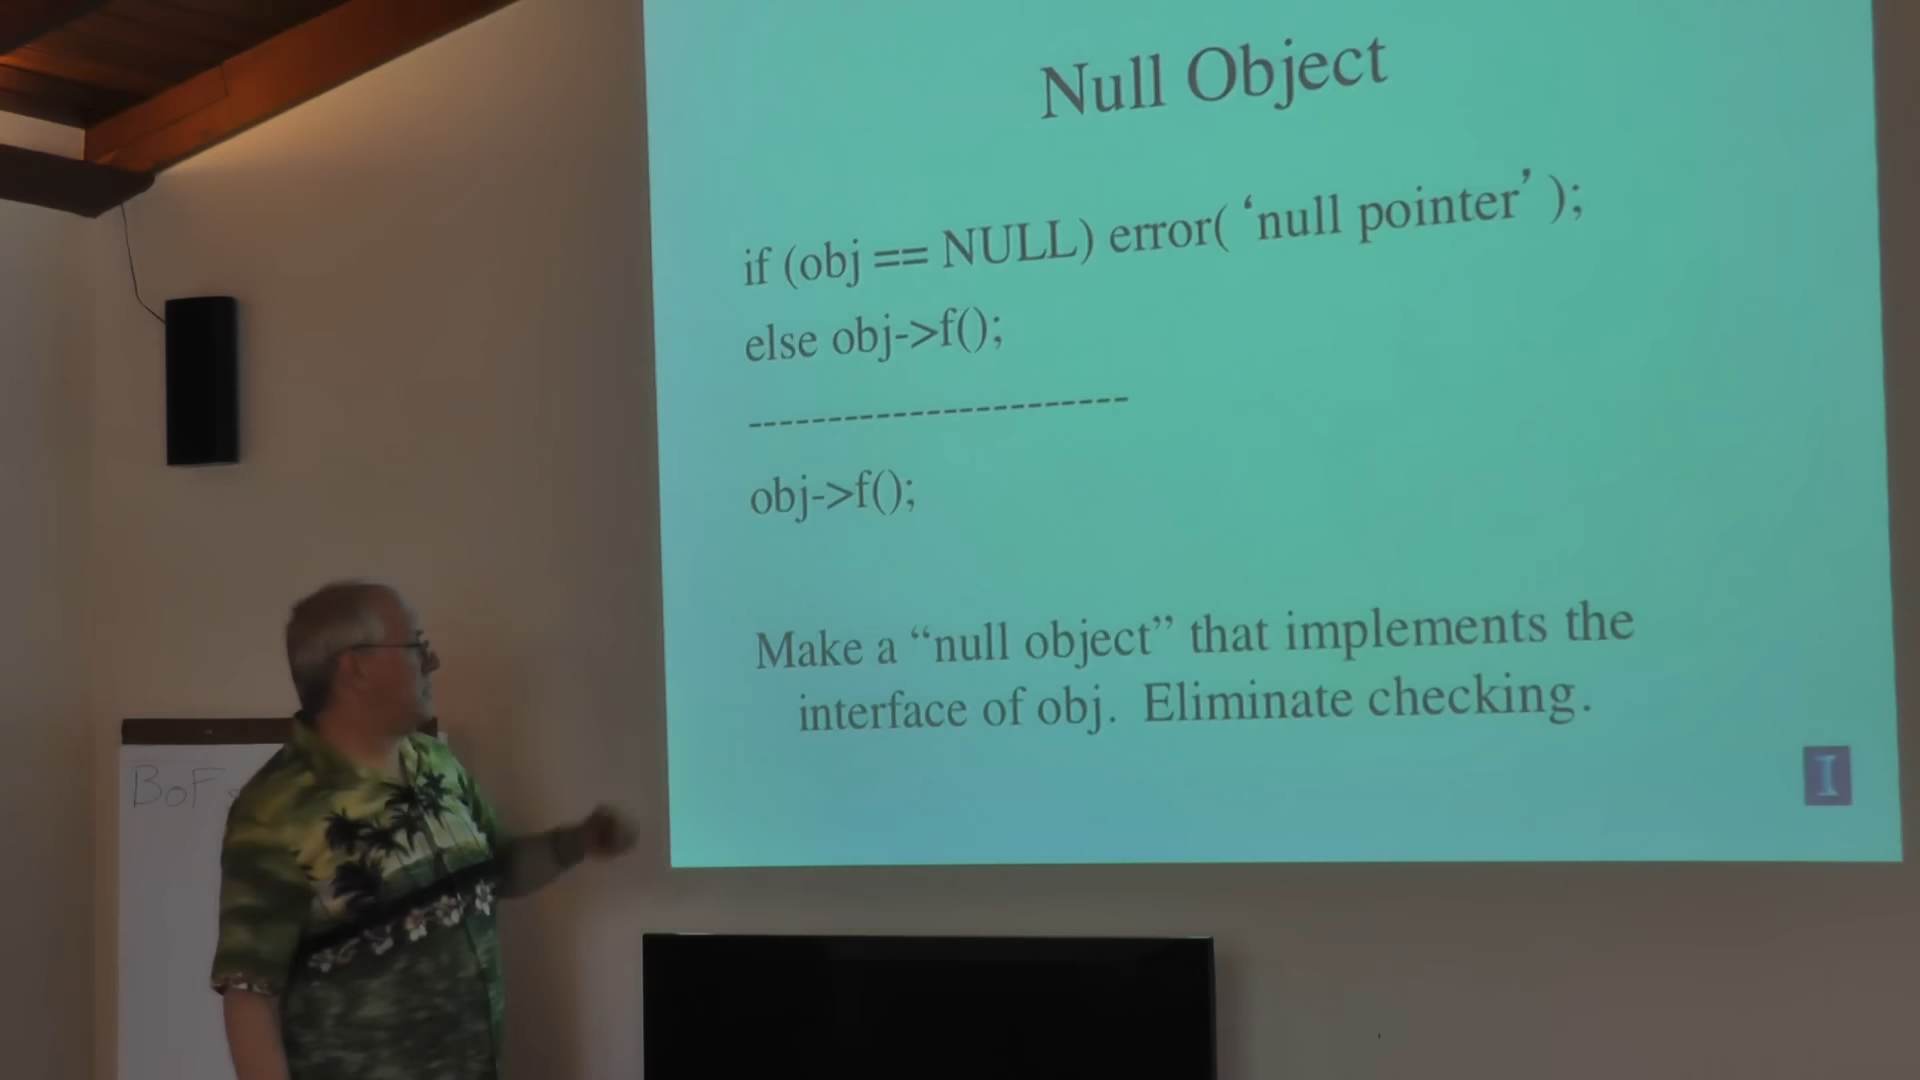 Null Object
if (obj == NULL) error( ‘null pointer’ );
else obj->f();
------------------------
obj->f();
Make a “null object” that implements the
interface of obj. Eliminate checking.
I
BoFs